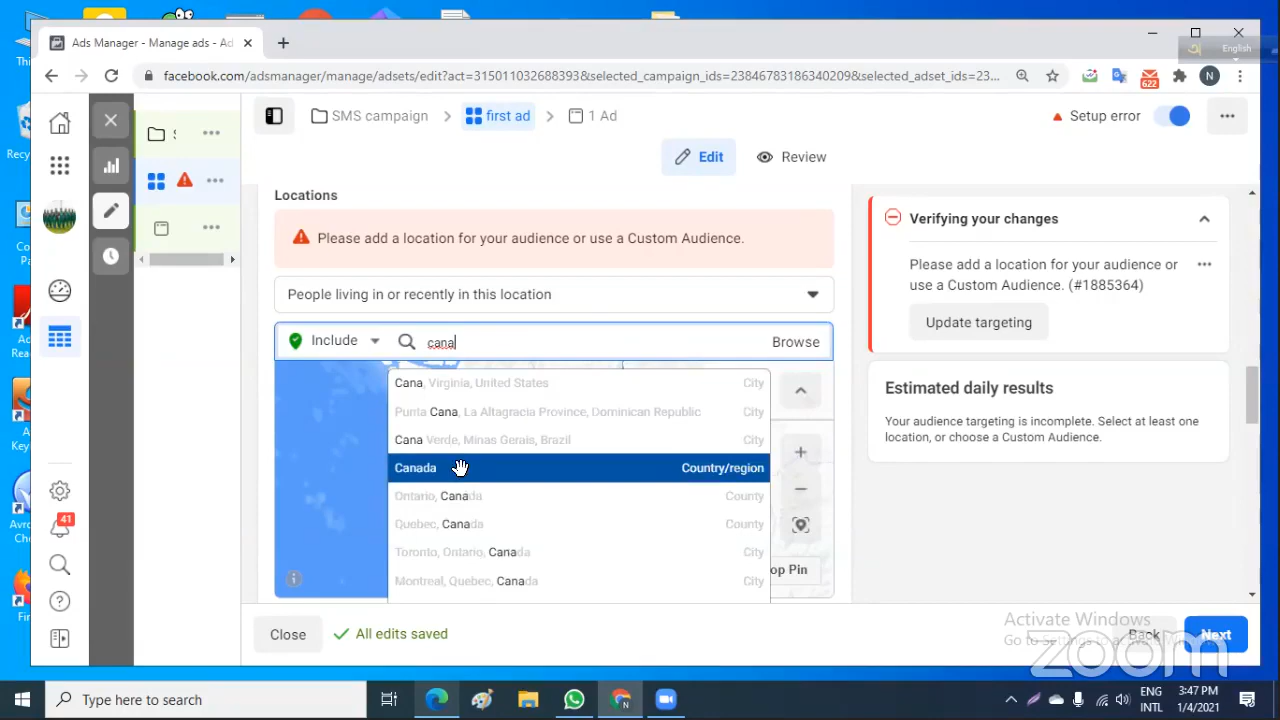 Ads Manager - Manage ads - Ad
English
facebook.com/adsmanager/manage/adsets/edit?act=315011032688393&selected_campaign_ids=23846783186340209&selected_adset_ids=23...
622
N
SMS campaign
first ad
1 Ad
Setup error
Edit
Review
Locations
Please add a location for your audience or use a Custom Audience.
People living in or recently in this location
Include
cana
Browse
Cana, Virginia, United States City
Punta Cana, La Altagracia Province, Dominican Republic City
Cana Verde, Minas Gerais, Brazil City
Canada Country/region
Ontario, Canada County
Quebec, Canada County
Toronto, Ontario, Canada City
Montreal, Quebec, Canada City
op Pin
Verifying your changes
Please add a location for your audience or
use a Custom Audience. (#1885364)
Update targeting
Estimated daily results
Your audience targeting is incomplete. Select at least one
location, or choose a Custom Audience.
41
Close
All edits saved
Back
Next
Activate Windows
zoom
Type here to search
ENG
INTL
3:47 PM
1/4/2021